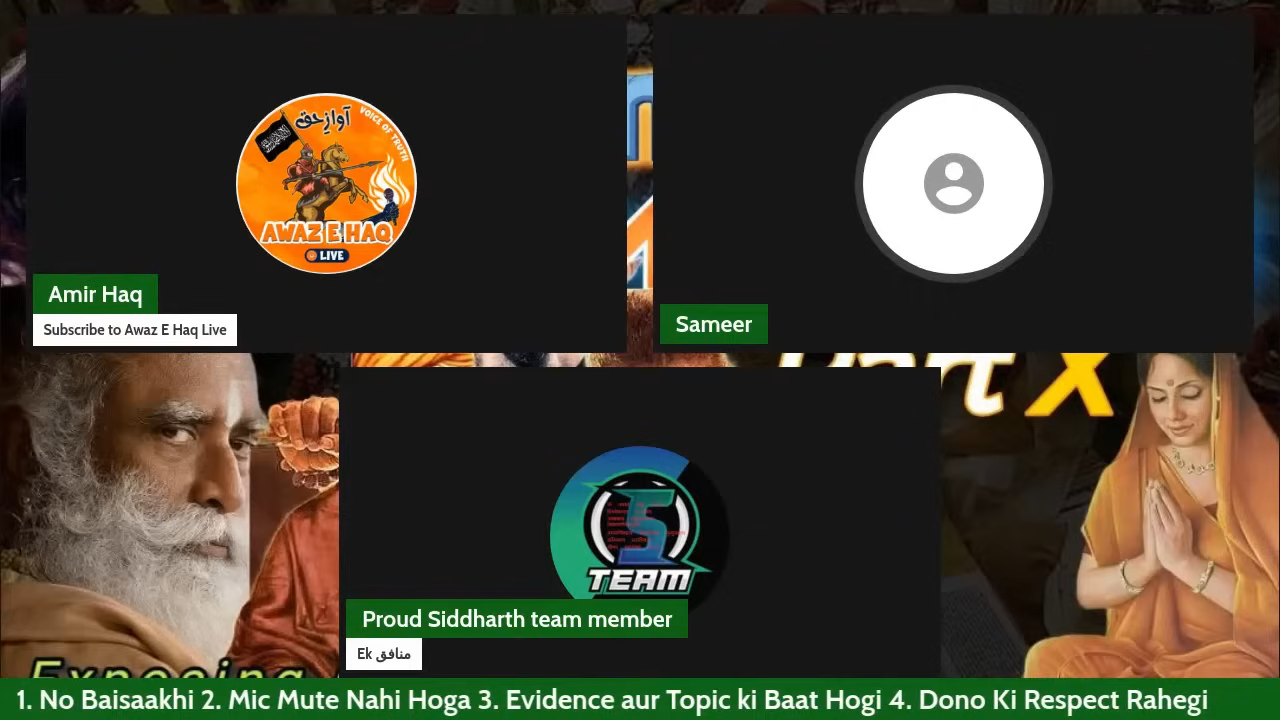 آوازِحق
VOICE OF TRUTH
AWAZ E HAQ
LIVE
Amir Haq
Subscribe to Awaz E Haq Live
Sameer
Part X
S
TEAM
Proud Siddharth team member
Ek منافق
Exposing
1. No Baisaakhi 2. Mic Mute Nahi Hoga 3. Evidence aur Topic ki Baat Hogi 4. Dono Ki Respect Rahegi